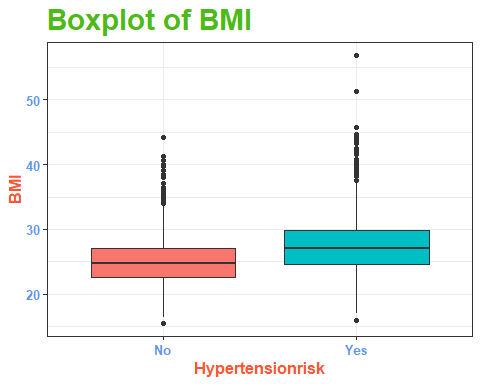 Boxplot of BMI
50
40
30
20
BMI
No Yes
Hypertensionrisk